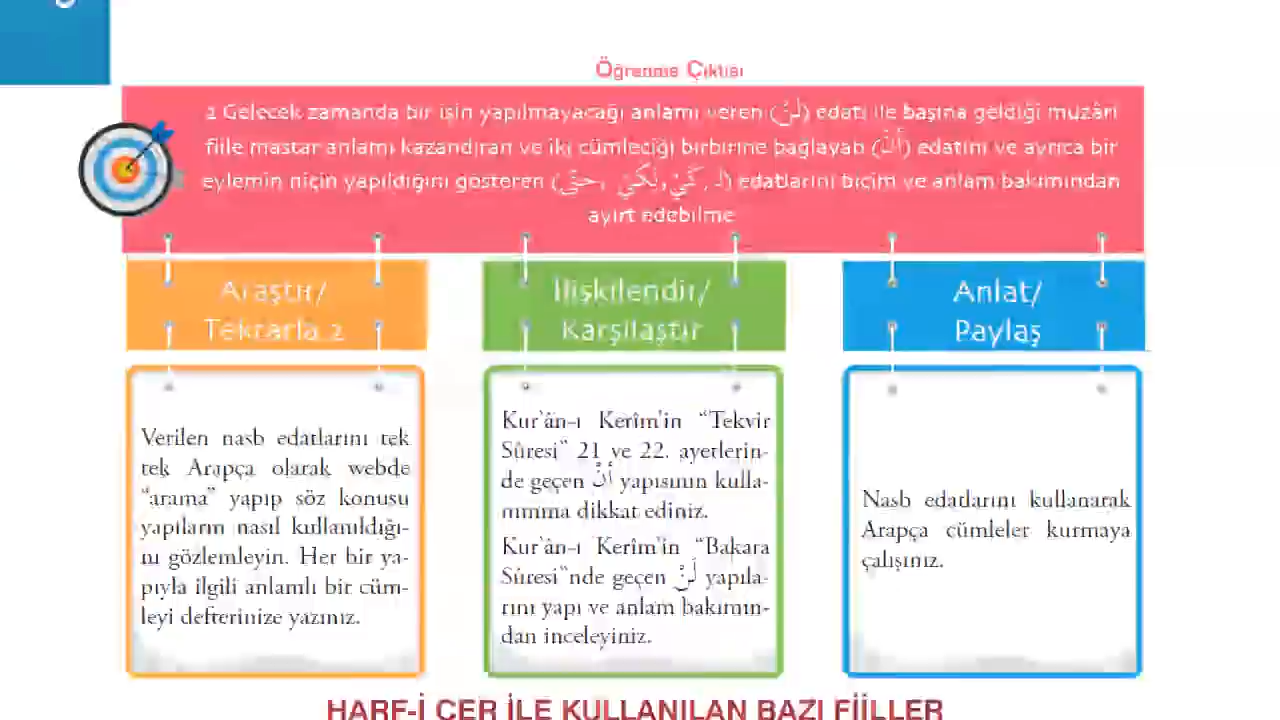 Öğrenme Çıktısı
2 Gelecek zamanda bir işin yapılmayacağı anlamı veren (لَنْ) edatı ile başına geldiği muzâri
fiile mastar anlamı kazandıran ve iki cümleciği birbirine bağlayan (أَنْ) edatını ve ayrıca bir
eylemin niçin yapıldığını gösteren (لِـ , كَيْ, لِكَيْ , حتّى) edatlarını biçim ve anlam bakımından
ayırt edebilme
Araştır/
Tekrarla 2
Verilen nasb edatlarını tek
tek Arapça olarak webde
“arama” yapıp söz konusu
yapıların nasıl kullanıldığı-
nı gözlemleyin. Her bir ya-
pıyla ilgili anlamlı bir cüm-
leyi defterinize yazınız.
İlişkilendir/
Karşılaştır
Kur’ân-ı Kerîm’in “Tekvir
Sûresi” 21 ve 22. ayetlerin-
de geçen أَنْ yapısının kulla-
nımına dikkat ediniz.
Kur’ân-ı Kerîm’in “Bakara
Sûresi”nde geçen لَنْ yapıla-
rını yapı ve anlam bakımın-
dan inceleyiniz.
Anlat/
Paylaş
Nasb edatlarını kullanarak
Arapça cümleler kurmaya
çalışınız.
HARF-İ CER İLE KULLANILAN BAZI FİİLLER